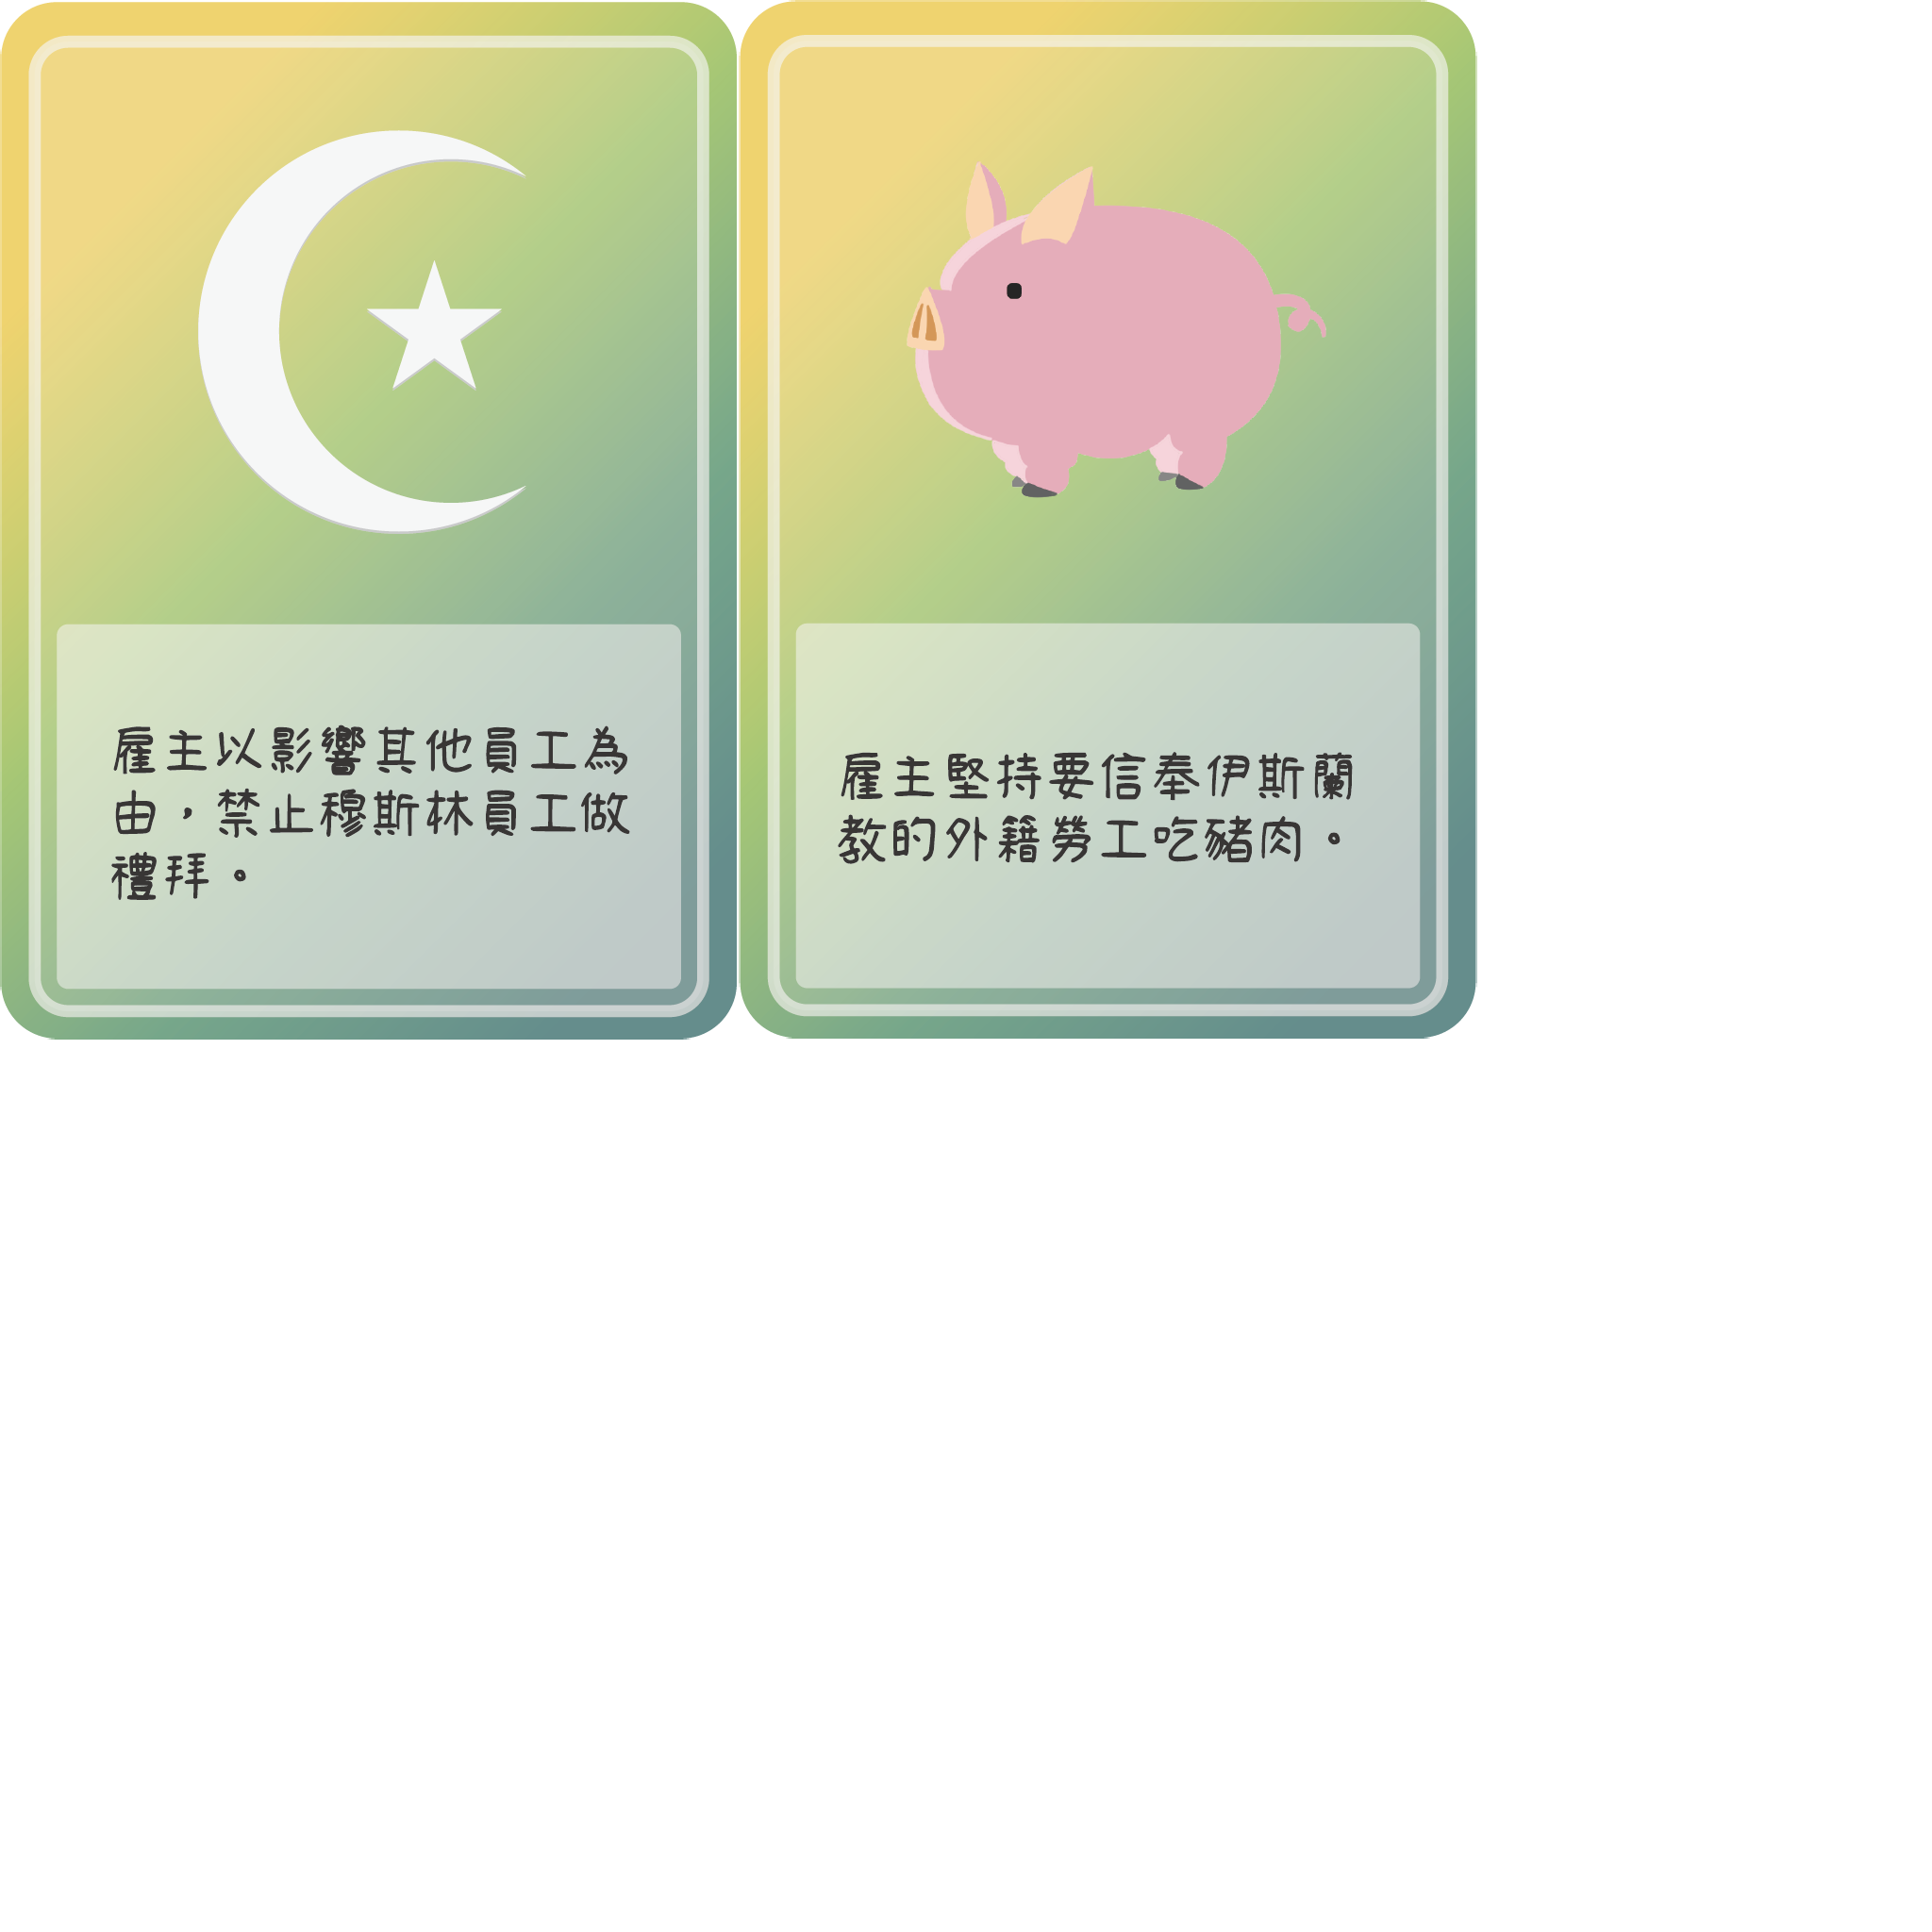 雇主以影響其他員工為
由，禁止穆斯林員工做
禮拜。
雇主堅持要信奉伊斯蘭
教的外籍勞工吃豬肉。